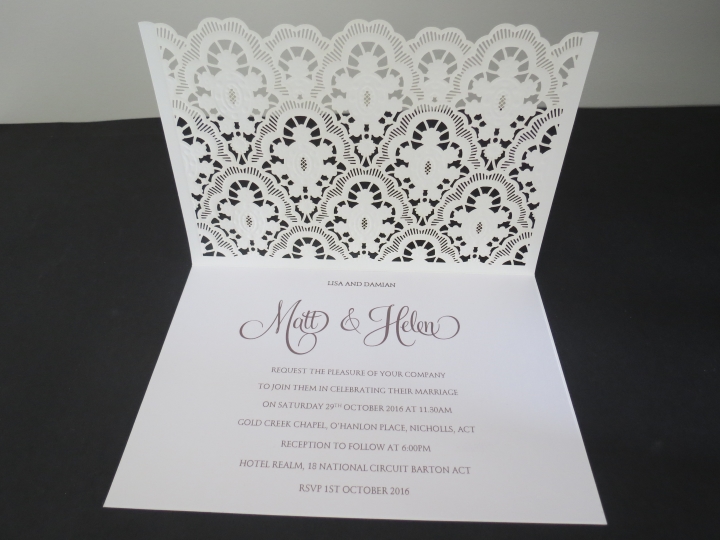 LISA AND DAMIAN
Matt & Helen
REQUEST THE PLEASURE OF YOUR COMPANY
TO JOIN THEM IN CELEBRATING THEIR MARRIAGE
ON SATURDAY 29TH OCTOBER 2016 AT 11.30AM
GOLD CREEK CHAPEL, O'HANLON PLACE, NICHOLLS, ACT
RECEPTION TO FOLLOW AT 6:00PM
HOTEL REALM, 18 NATIONAL CIRCUIT BARTON ACT
RSVP 1ST OCTOBER 2016